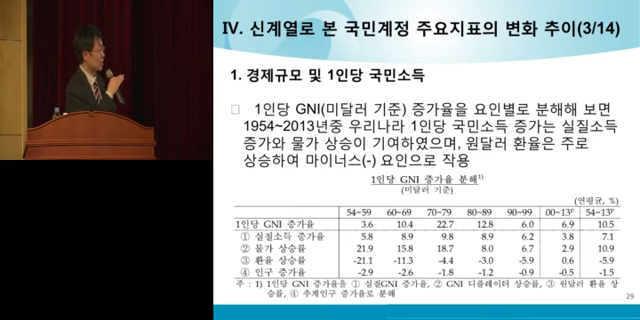 Ⅳ. 신계열로 본 국민계정 주요지표의 변화 추이(3/14)
1. 경제규모 및 1인당 국민소득
□ 1인당 GNI(미달러 기준) 증가율을 요인별로 분해해 보면
1954~2013년중 우리나라 1인당 국민소득 증가는 실질소득
증가와 물가 상승이 기여하였으며, 원달러 환율은 주로
상승하여 마이너스(-) 요인으로 작용
1인당 GNI 증가율 분해1)
(미달러 기준)
(연평균, %)
54~59 60~69 70~79 80~89 90~99 00~13p 54~13p
1인당 GNI 증가율 3.6 10.4 22.7 12.8 6.0 6.9 10.5
① 실질소득 증가율 5.8 8.9 9.8 8.9 6.2 3.8 7.1
② 물가 상승률 21.9 15.8 18.7 8.0 6.7 2.9 10.9
③ 환율 상승률 -21.1 -11.3 -4.4 -3.0 -5.9 0.6 -5.9
④ 인구 증가율 -2.9 -2.6 -1.8 -1.2 -0.9 -0.5 -1.5
주 : 1) 1인당 GNI 증가율을 ① 실질GNI 증가율, ② GNI 디플레이터 상승률, ③ 원달러 환율 상
승률, ④ 추계인구 증가율로 분해
29